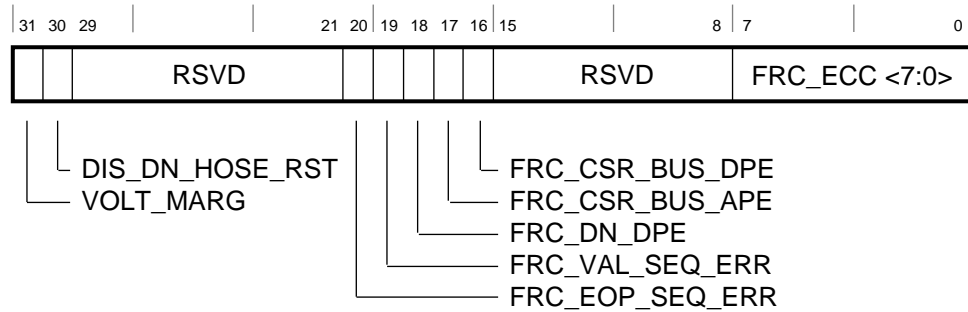 31 30 29 21 20 19 18 17 16 15 8 7 0
RSVD RSVD FRC_ECC <7:0>
DIS_DN_HOSE_RST FRC_CSR_BUS_DPE
VOLT_MARG FRC_CSR_BUS_APE
FRC_DN_DPE
FRC_VAL_SEQ_ERR
FRC_EOP_SEQ_ERR